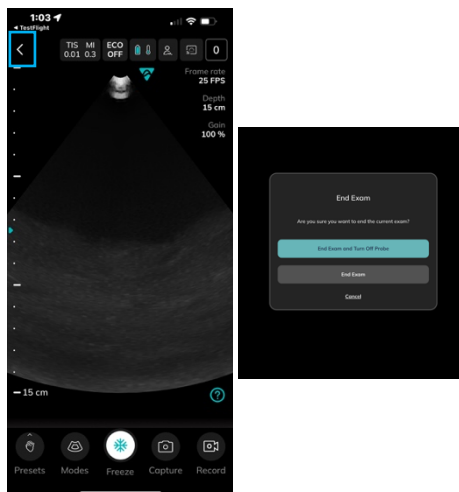 1:03
TestFlight
TIS MI
0.01 0.3
ECO
OFF
0
Frame rate
25 FPS
Depth
15 cm
Gain
100 %
15 cm
?
Presets
Modes
Freeze
Capture
Record
End Exam
Are you sure you want to end the current exam?
End Exam and Turn Off Probe
End Exam
Cancel